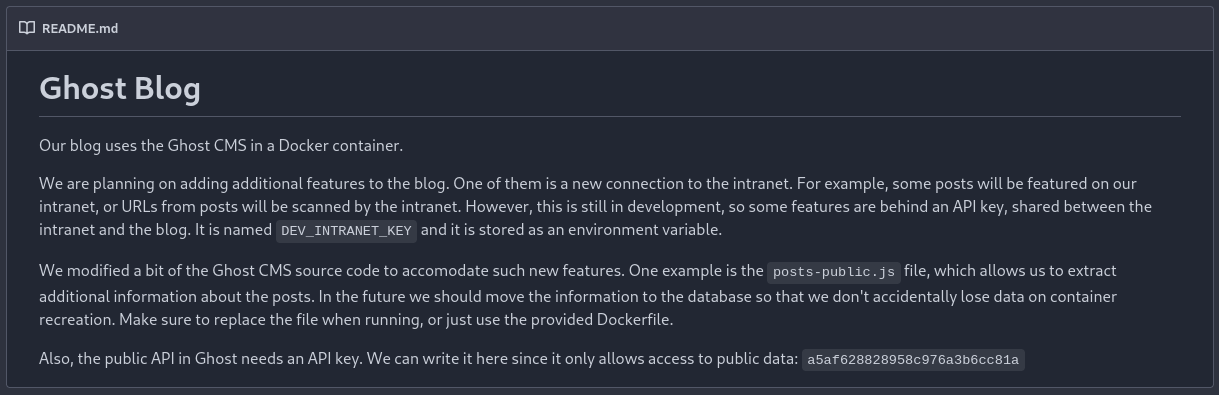 README.md
Ghost Blog
Our blog uses the Ghost CMS in a Docker container.
We are planning on adding additional features to the blog. One of them is a new connection to the intranet. For example, some posts will be featured on our
intranet, or URLs from posts will be scanned by the intranet. However, this is still in development, so some features are behind an API key, shared between the
intranet and the blog. It is named DEV_INTRANET_KEY and it is stored as an environment variable.
We modified a bit of the Ghost CMS source code to accomodate such new features. One example is the posts-public.js file, which allows us to extract
additional information about the posts. In the future we should move the information to the database so that we don't accidentally lose data on container
recreation. Make sure to replace the file when running, or just use the provided Dockerfile.
Also, the public API in Ghost needs an API key. We can write it here since it only allows access to public data: a5af628828958c976a3b6cc81a